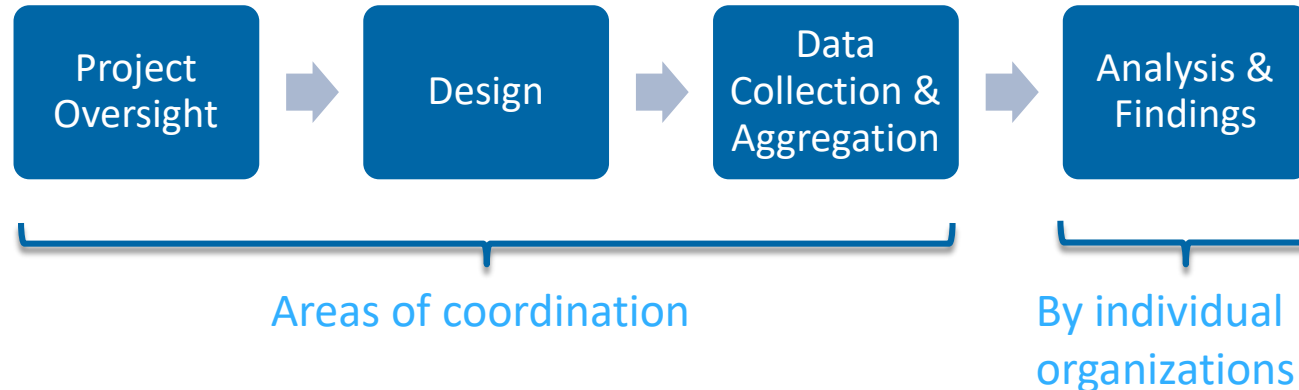 Project
Oversight
Design
Data
Collection &
Aggregation
Analysis &
Findings
Areas of coordination
By individual
organizations